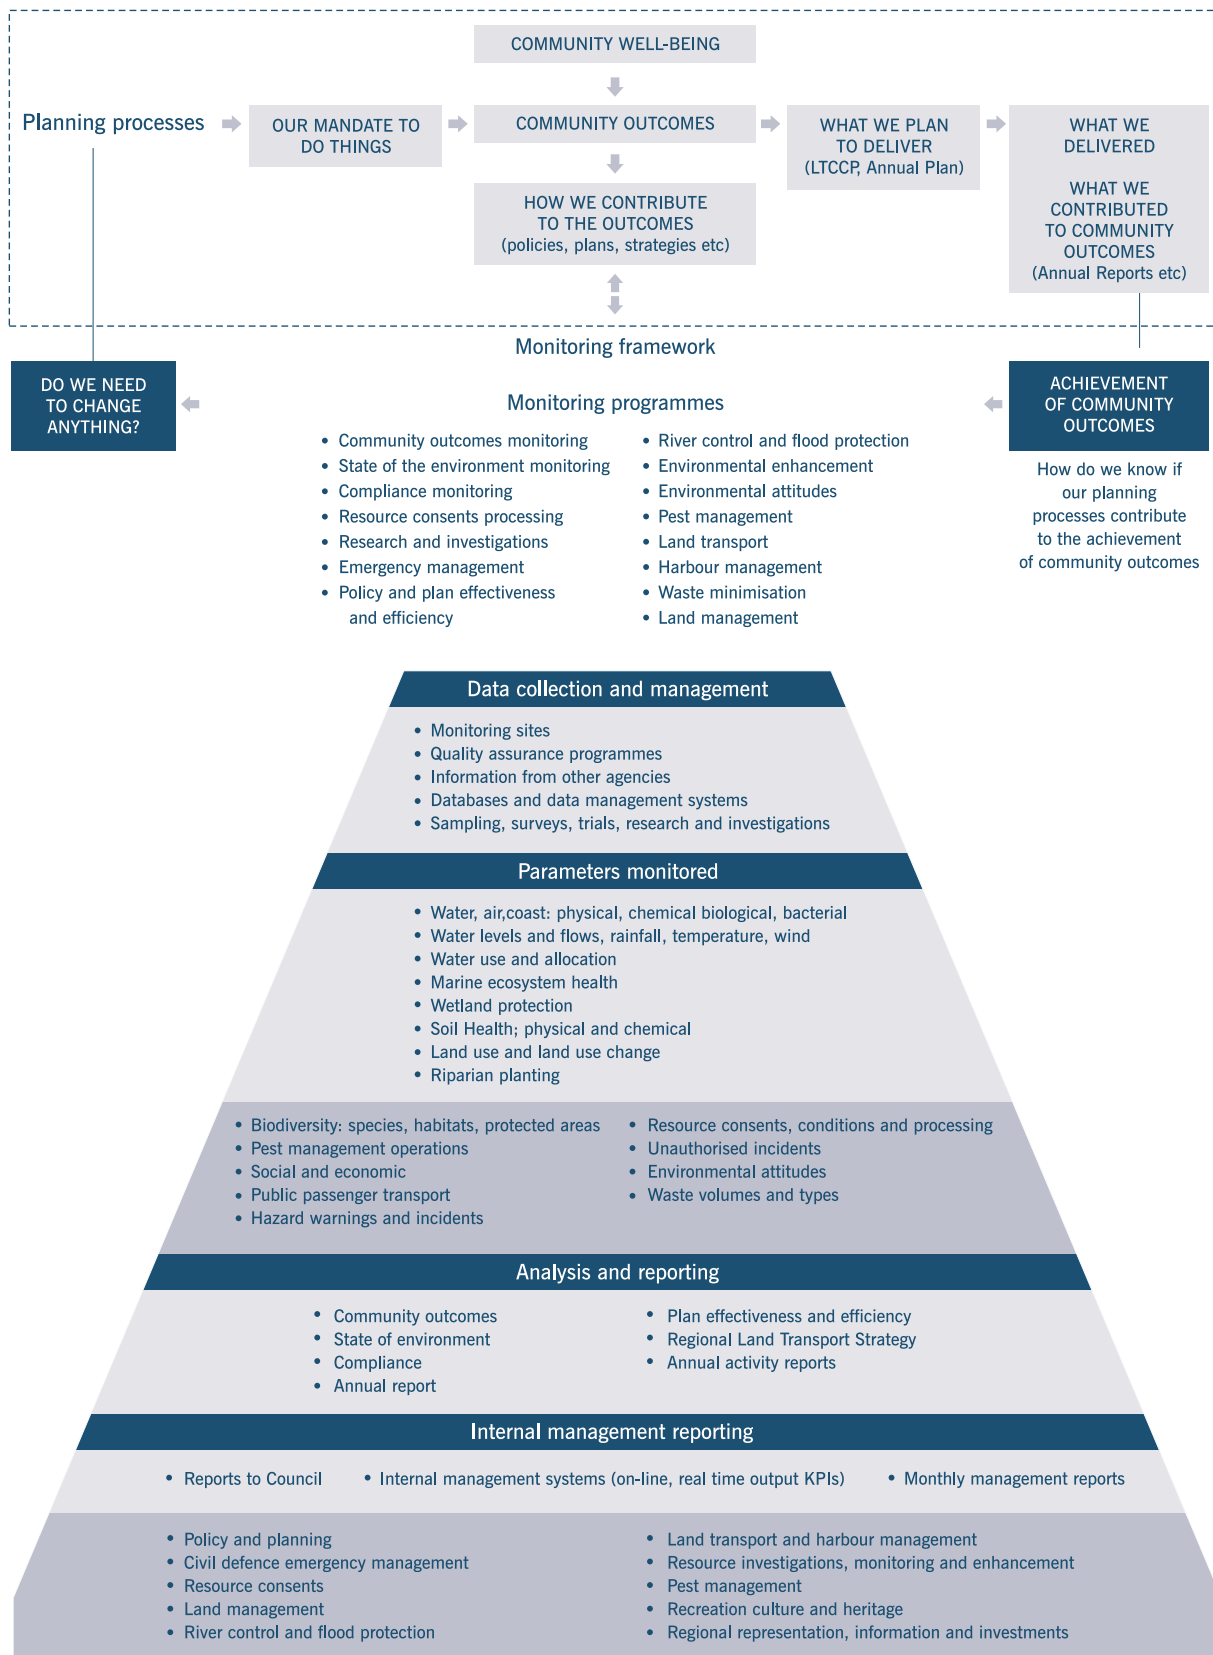 COMMUNITY WELL-BEING
Planning processes
OUR MANDATE TO
DO THINGS
COMMUNITY OUTCOMES
WHAT WE PLAN
TO DELIVER
(LTCCP, Annual Plan)
WHAT WE
DELIVERED
WHAT WE
CONTRIBUTED
TO COMMUNITY
OUTCOMES
(Annual Reports etc)
HOW WE CONTRIBUTE
TO THE OUTCOMES
(policies, plans, strategies etc)
Monitoring framework
DO WE NEED
TO CHANGE
ANYTHING?
Monitoring programmes
• Community outcomes monitoring
• State of the environment monitoring
• Compliance monitoring
• Resource consents processing
• Research and investigations
• Emergency management
• Policy and plan effectiveness
and efficiency
• River control and flood protection
• Environmental enhancement
• Environmental attitudes
• Pest management
• Land transport
• Harbour management
• Waste minimisation
• Land management
ACHIEVEMENT
OF COMMUNITY
OUTCOMES
How do we know if
our planning
processes contribute
to the achievement
of community outcomes
Data collection and management
• Monitoring sites
• Quality assurance programmes
• Information from other agencies
• Databases and data management systems
• Sampling, surveys, trials, research and investigations
Parameters monitored
• Water, air,coast: physical, chemical biological, bacterial
• Water levels and flows, rainfall, temperature, wind
• Water use and allocation
• Marine ecosystem health
• Wetland protection
• Soil Health; physical and chemical
• Land use and land use change
• Riparian planting
• Biodiversity: species, habitats, protected areas
• Pest management operations
• Social and economic
• Public passenger transport
• Hazard warnings and incidents
• Resource consents, conditions and processing
• Unauthorised incidents
• Environmental attitudes
• Waste volumes and types
Analysis and reporting
• Community outcomes
• State of environment
• Compliance
• Annual report
• Plan effectiveness and efficiency
• Regional Land Transport Strategy
• Annual activity reports
Internal management reporting
• Reports to Council
• Internal management systems (on-line, real time output KPIs)
• Monthly management reports
• Policy and planning
• Civil defence emergency management
• Resource consents
• Land management
• River control and flood protection
• Land transport and harbour management
• Resource investigations, monitoring and enhancement
• Pest management
• Recreation culture and heritage
• Regional representation, information and investments